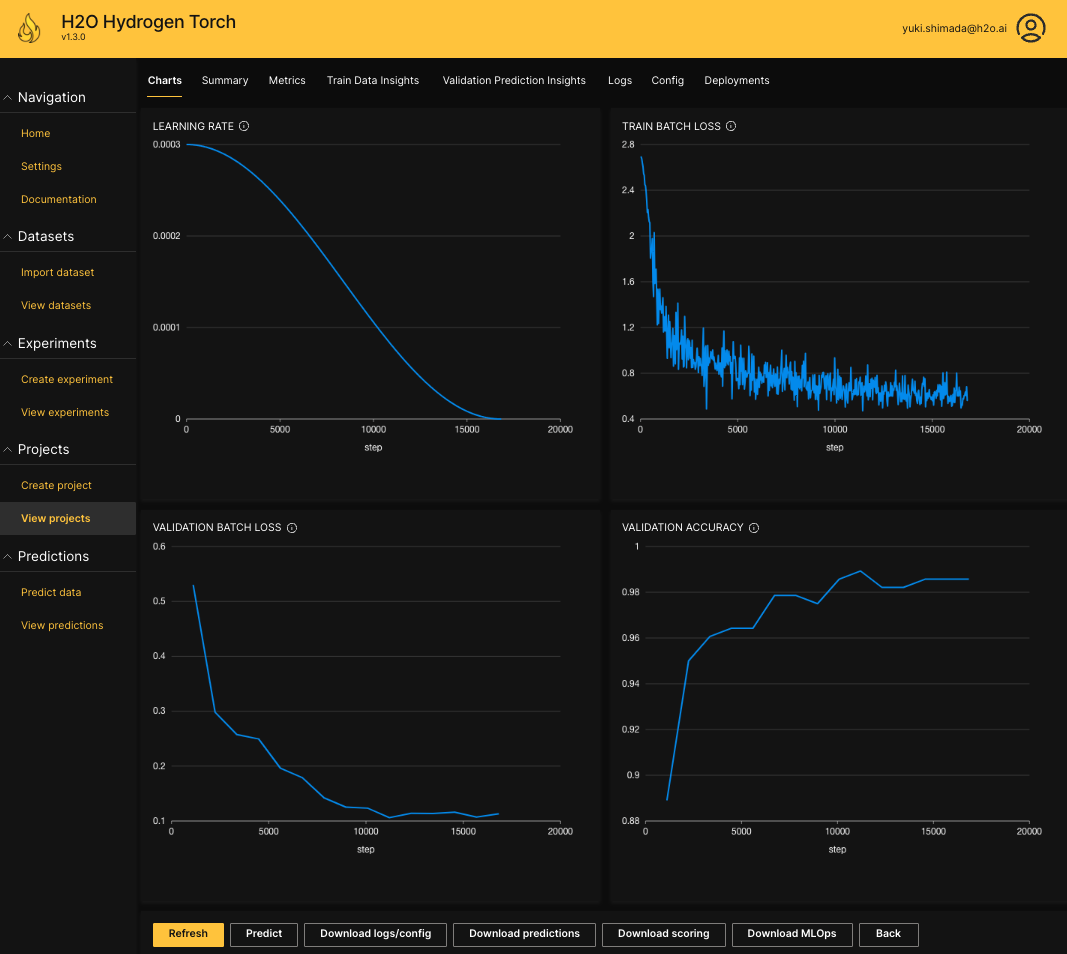 H2O Hydrogen Torch
v1.3.0
yuki.shimada@h2o.ai
Navigation
Home
Settings
Documentation
Datasets
Import dataset
View datasets
Experiments
Create experiment
View experiments
Projects
Create project
View projects
Predictions
Predict data
View predictions
Charts Summary Metrics Train Data Insights Validation Prediction Insights Logs Config Deployments
LEARNING RATE
0.0003
0.0002
0.0001
0
0 5000 10000 15000 20000
step
TRAIN BATCH LOSS
2.8
2.4
2
1.6
1.2
0.8
0.4
0 5000 10000 15000 20000
step
VALIDATION BATCH LOSS
0.6
0.5
0.4
0.3
0.2
0.1
0 5000 10000 15000 20000
step
VALIDATION ACCURACY
1
0.98
0.96
0.94
0.92
0.9
0.88
0 5000 10000 15000 20000
step
Refresh Predict Download logs/config Download predictions Download scoring Download MLOps Back